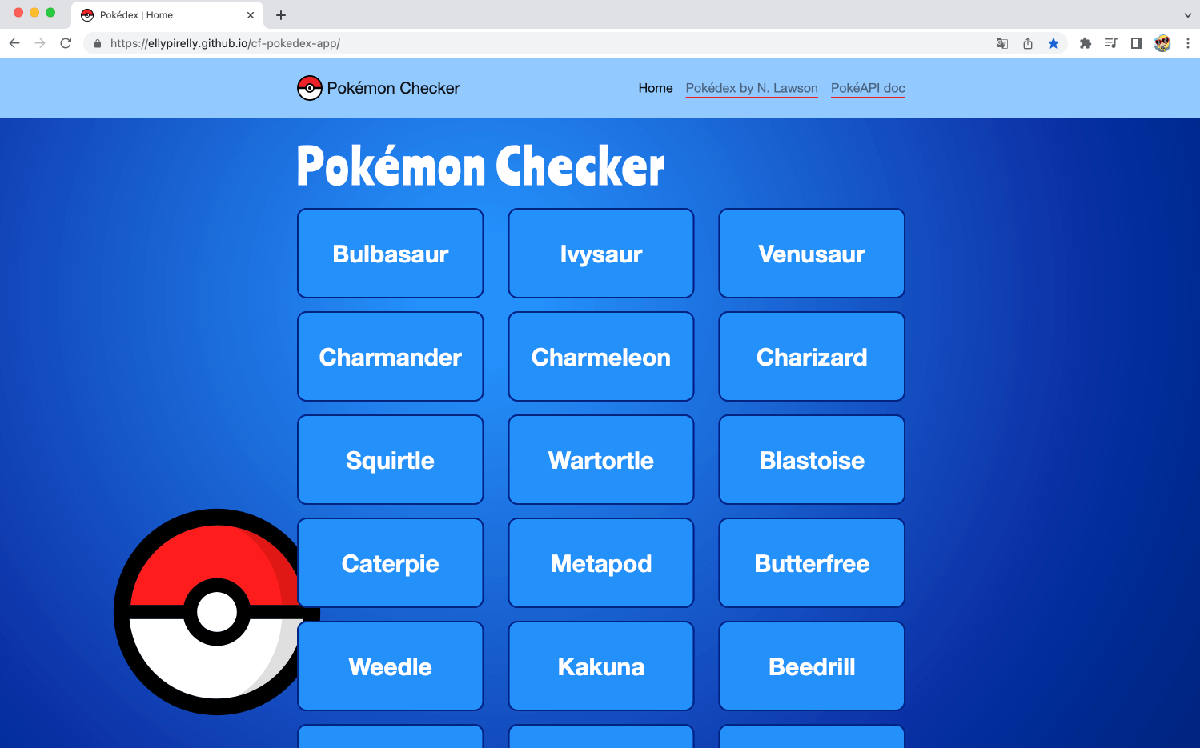 Pokédex | Home
https://ellypirelly.github.io/cf-pokedex-app/
Pokémon Checker Home Pokédex by N. Lawson PokéAPI doc
Pokémon Checker
Bulbasaur Ivysaur Venusaur
Charmander Charmeleon Charizard
Squirtle Wartortle Blastoise
Caterpie Metapod Butterfree
Weedle Kakuna Beedrill